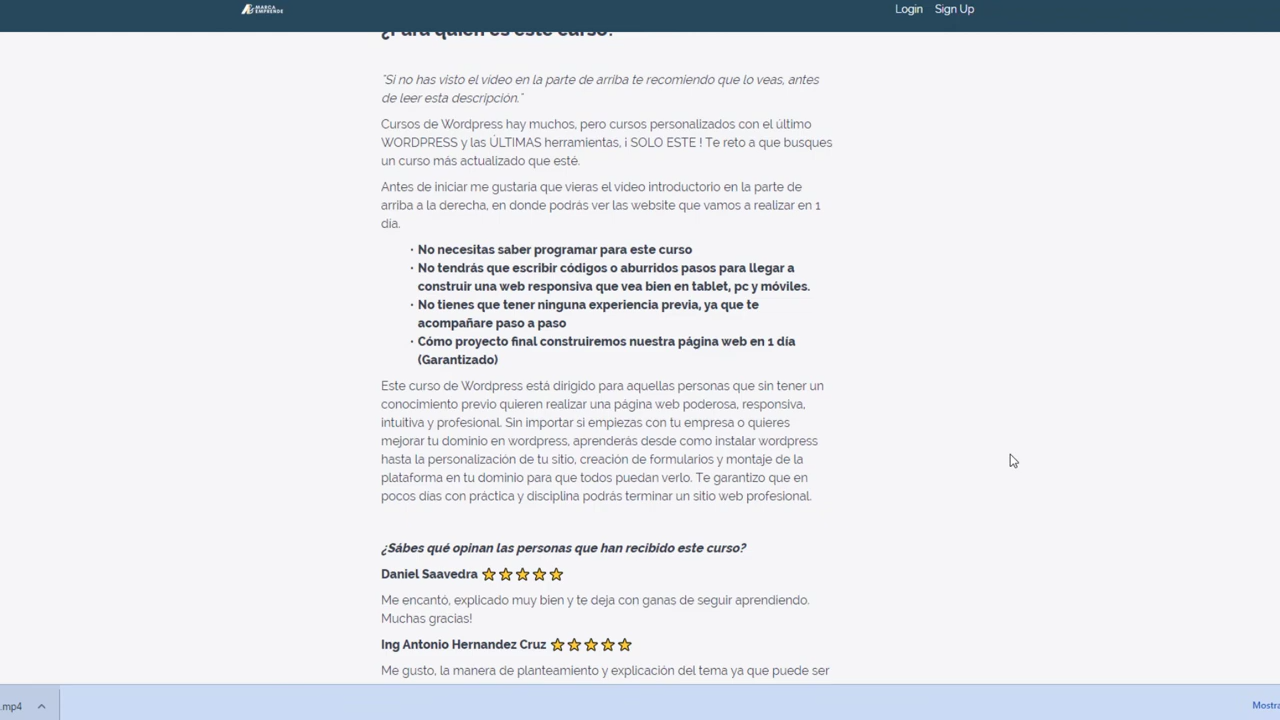 MARCA
EMPRENDE
Login Sign Up
¿Para quién es este curso?
"Si no has visto el video en la parte de arriba te recomiendo que lo veas, antes
de leer esta descripción."
Cursos de Wordpress hay muchos, pero cursos personalizados con el último
WORDPRESS y las ÚLTIMAS herramientas, ¡ SOLO ESTE ! Te reto a que busques
un curso más actualizado que esté.
Antes de iniciar me gustaría que vieras el video introductorio en la parte de
arriba a la derecha, en donde podrás ver las website que vamos a realizar en 1
día.
· No necesitas saber programar para este curso
· No tendrás que escribir códigos o aburridos pasos para llegar a
construir una web responsiva que vea bien en tablet, pc y móviles.
· No tienes que tener ninguna experiencia previa, ya que te
acompañare paso a paso
· Cómo proyecto final construiremos nuestra página web en 1 día
(Garantizado)
Este curso de Wordpress está dirigido para aquellas personas que sin tener un
conocimiento previo quieren realizar una página web poderosa, responsiva,
intuitiva y profesional. Sin importar si empiezas con tu empresa o quieres
mejorar tu dominio en wordpress, aprenderás desde como instalar wordpress
hasta la personalización de tu sitio, creación de formularios y montaje de la
plataforma en tu dominio para que todos puedan verlo. Te garantizo que en
pocos días con práctica y disciplina podrás terminar un sitio web profesional.
¿Sábes qué opinan las personas que han recibido este curso?
Daniel Saavedra
Me encantó, explicado muy bien y te deja con ganas de seguir aprendiendo.
Muchas gracias!
Ing Antonio Hernandez Cruz
Me gusto, la manera de planteamiento y explicación del tema ya que puede ser
.mp4
Mostra